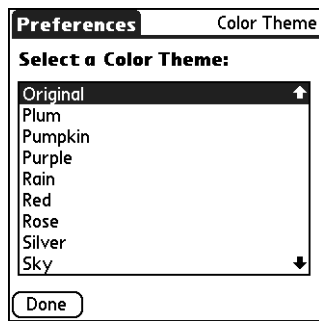 Preferences Color Theme
Select a Color Theme:
Original
Plum
Pumpkin
Purple
Rain
Red
Rose
Silver
Sky
Done